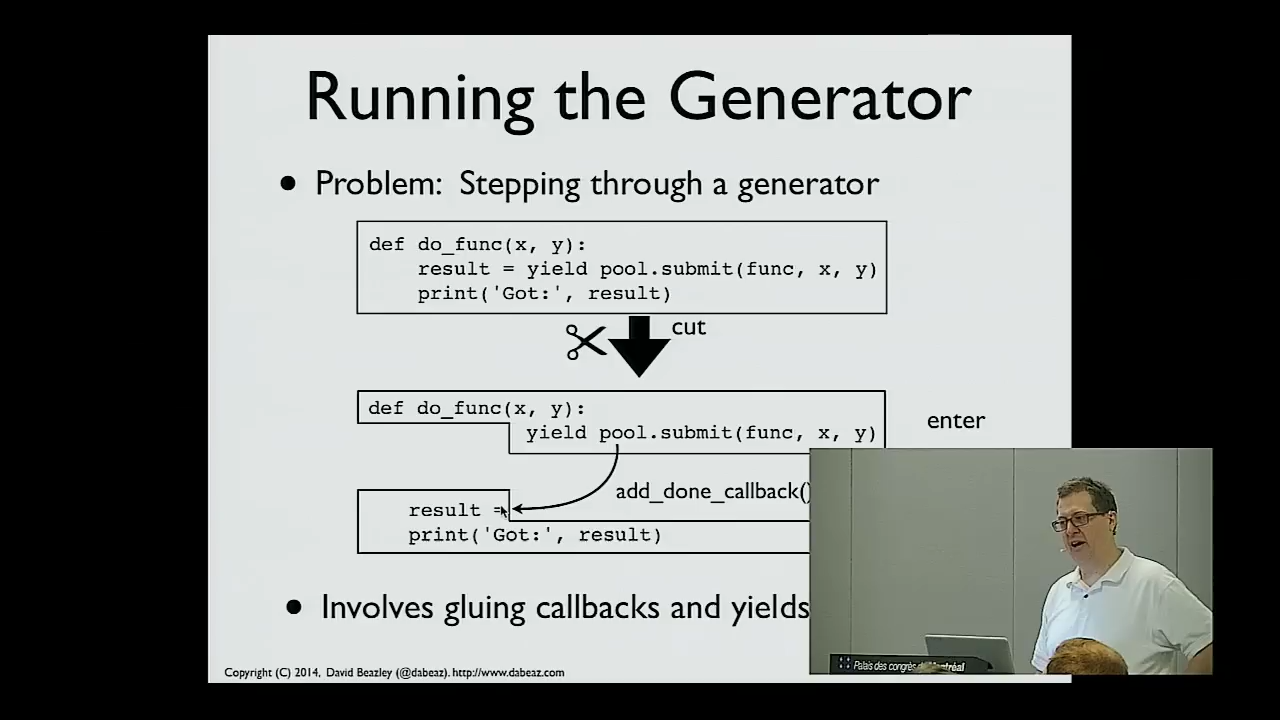 Running the Generator
• Problem: Stepping through a generator
def do_func(x, y):
result = yield pool.submit(func, x, y)
print('Got:', result)
cut
def do_func(x, y):
yield pool.submit(func, x, y)
enter
add_done_callback()
result =
print('Got:', result)
• Involves gluing callbacks and yields
Copyright (C) 2014, David Beazley (@dabeaz). http://www.dabeaz.com
Palais des congrès de Montréal